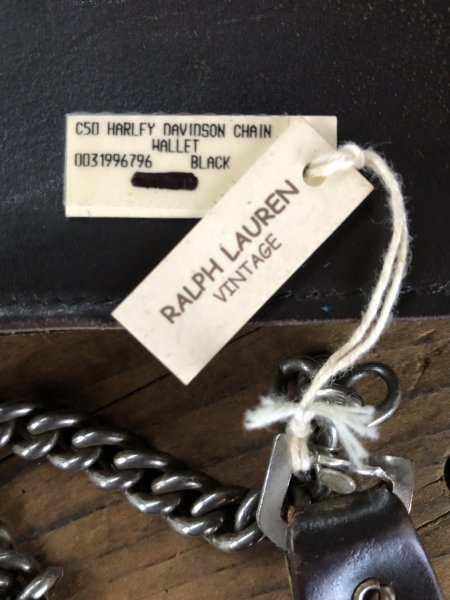 C50 HARLEY DAVIDSON CHAIN
WALLET
0031996796 BLACK
RALPH LAUREN
VINTAGE